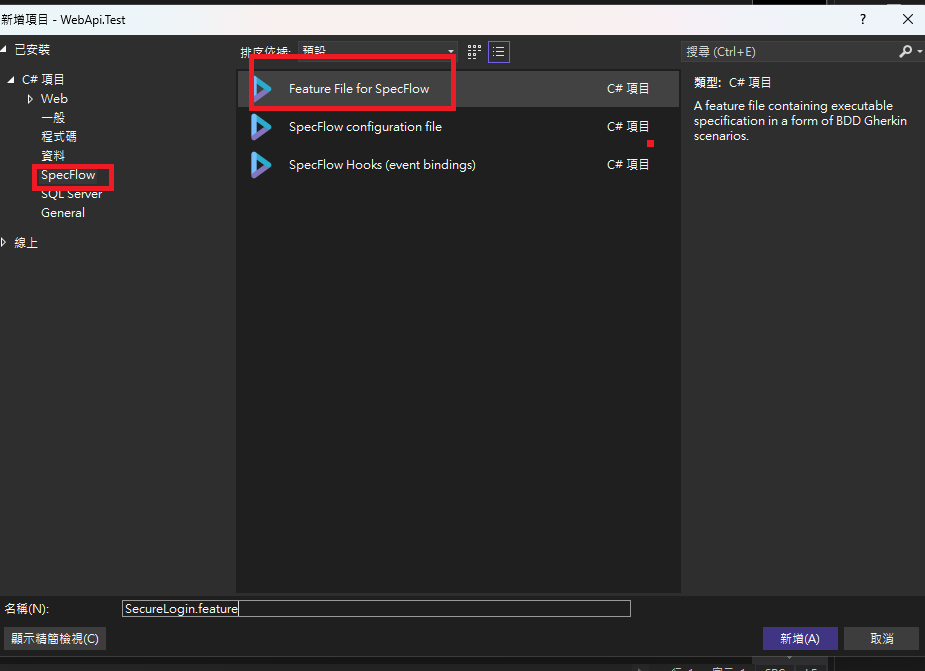 新增項目 - WebApi.Test
? 
已安裝
排序依據: 預設
搜尋 (Ctrl+E)
C# 項目
Web
一般
程式碼
資料
SpecFlow
SQL Server
General
線上
Feature File for SpecFlow C# 項目
SpecFlow configuration file C# 項目
SpecFlow Hooks (event bindings) C# 項目
類型: C# 項目
A feature file containing executable
specification in a form of BDD Gherkin
scenarios.
名稱(N): SecureLogin.feature
顯示精簡檢視(C)
新增(A) 取消